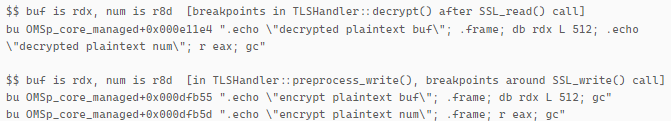 $$ buf is rdx, num is r8d  [breakpoints in TLSHandler::decrypt() after SSL_read() call]
bu OMSp_core_managed+0x000e11e4 ".echo \"decrypted plaintext buf\"; .frame; db rdx L 512; .echo
\"decrypted plaintext num\"; r eax; gc"

$$ buf is rdx, num is r8d  [in TLSHandler::preprocess_write(), breakpoints around SSL_write() call]
bu OMSp_core_managed+0x000dfb55 ".echo \"encrypt plaintext buf\"; .frame; db rdx L 512; gc"
bu OMSp_core_managed+0x000dfb5d ".echo \"encrypt plaintext num\"; .frame; r eax; gc"